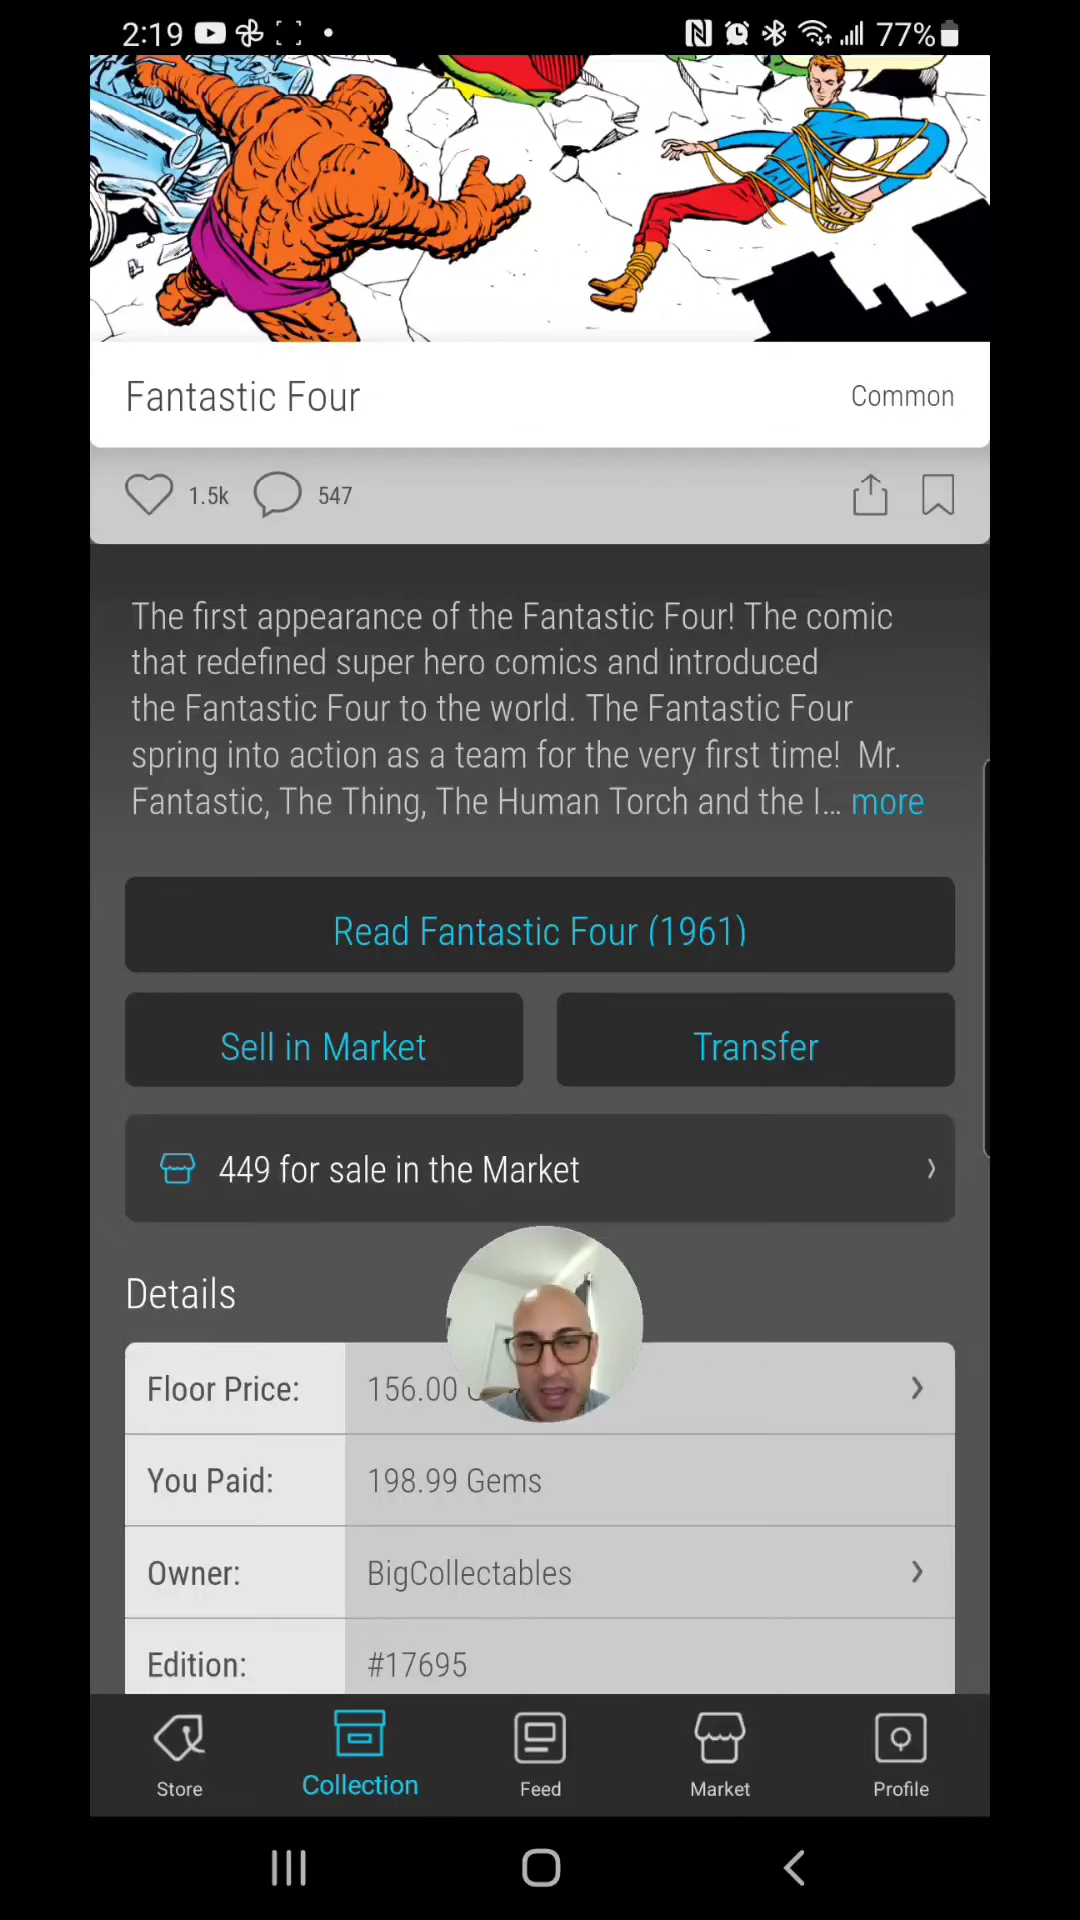 2:19
77%
Fantastic Four
Common
1.5k
547
The first appearance of the Fantastic Four! The comic
that redefined super hero comics and introduced
the Fantastic Four to the world. The Fantastic Four
spring into action as a team for the very first time! Mr.
Fantastic, The Thing, The Human Torch and the I... more
Read Fantastic Four (1961)
Sell in Market
Transfer
449 for sale in the Market
Details
Floor Price:
156.00
You Paid:
198.99 Gems
Owner:
BigCollectables
Edition:
#17695
Store
Collection
Feed
Market
Profile